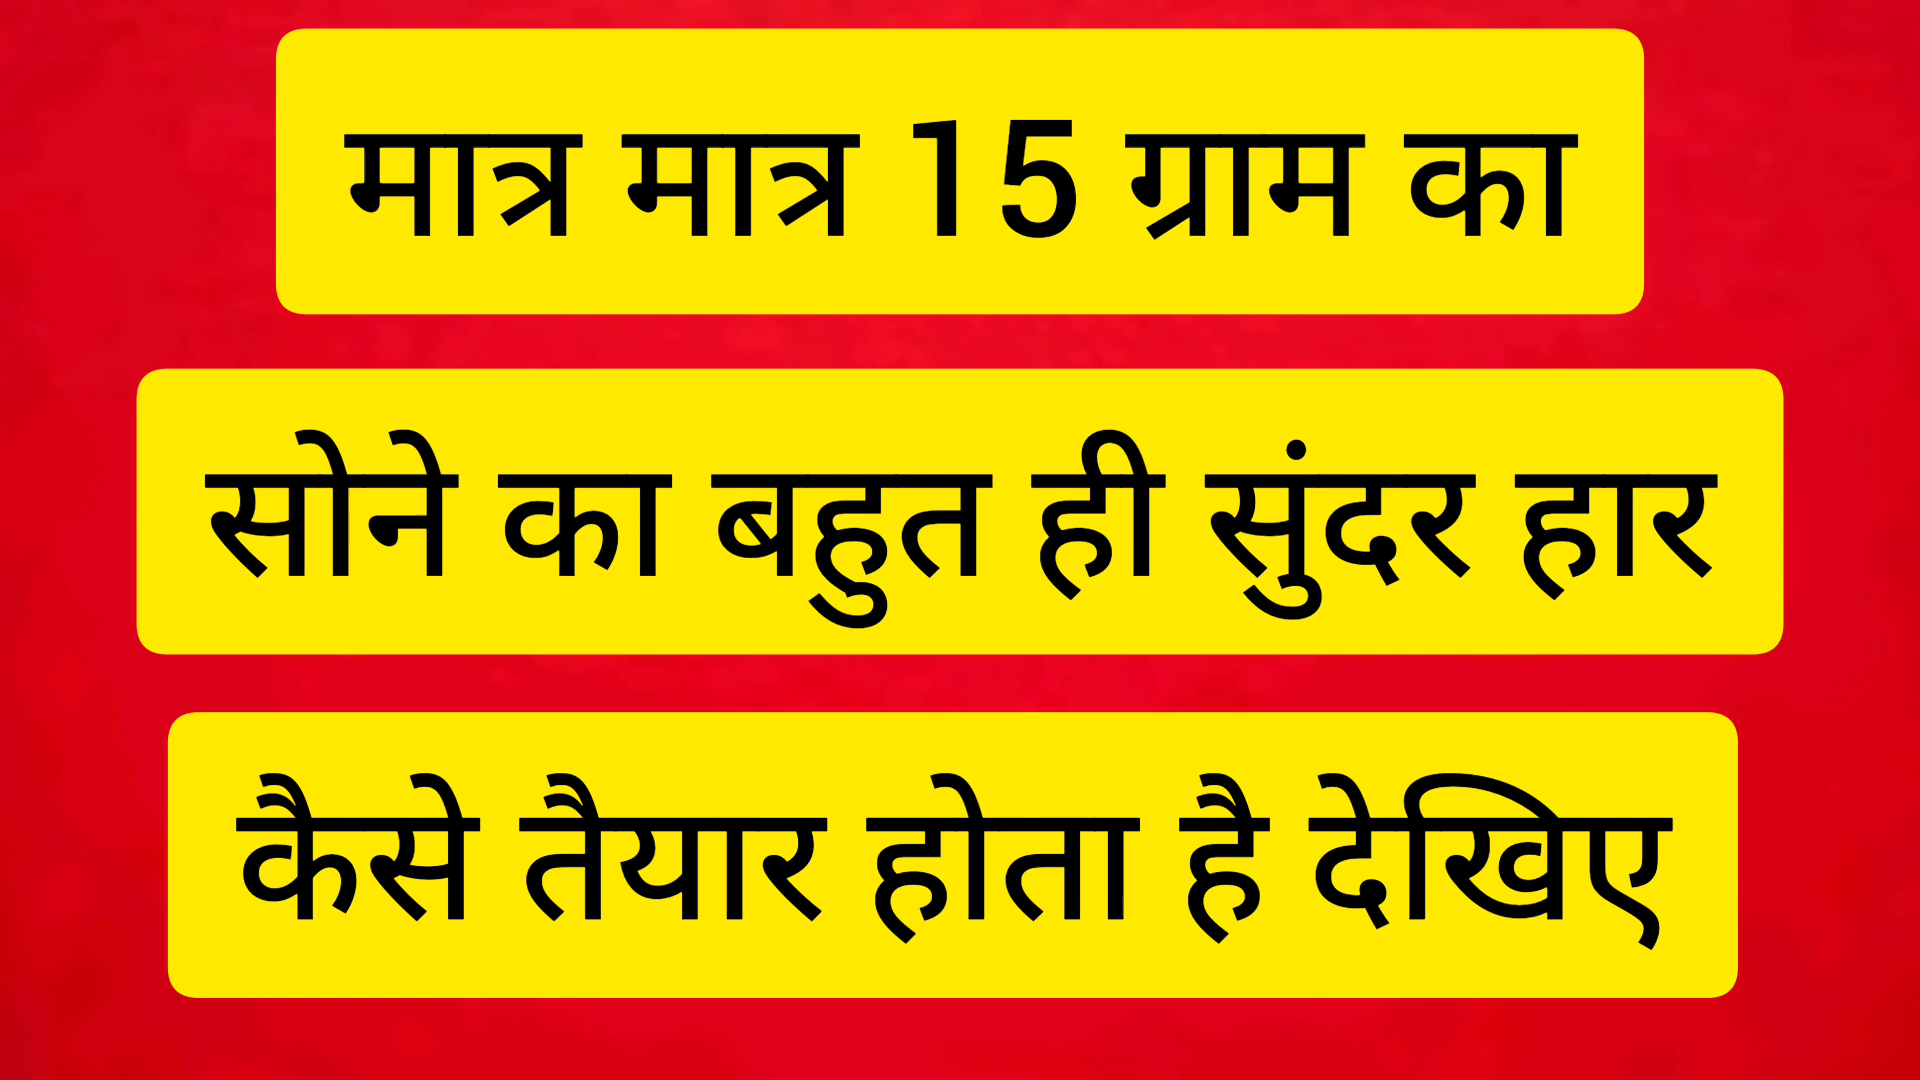 मात्र मात्र 15 ग्राम का
सोने का बहुत ही सुंदर हार
कैसे तैयार होता है देखिए